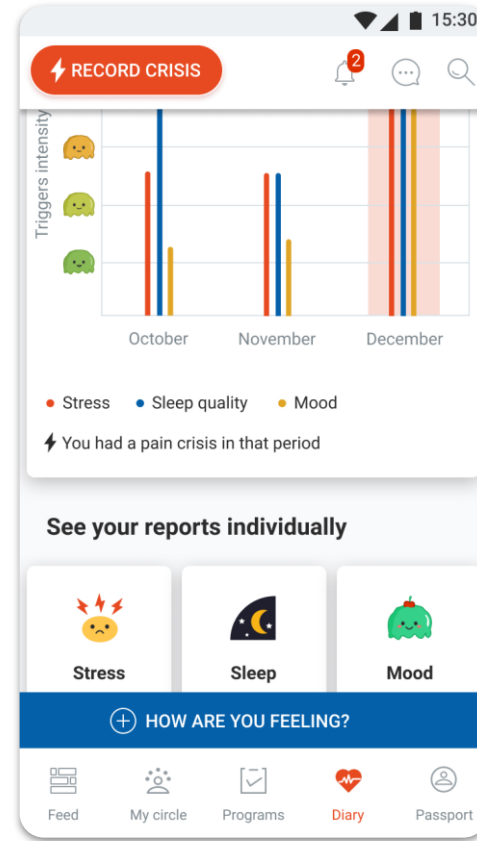 15:30
RECORD CRISIS
2
Triggers intensity
October November December
Stress Sleep quality Mood
You had a pain crisis in that period
See your reports individually
Stress Sleep Mood
HOW ARE YOU FEELING?
Feed My circle Programs Diary Passport